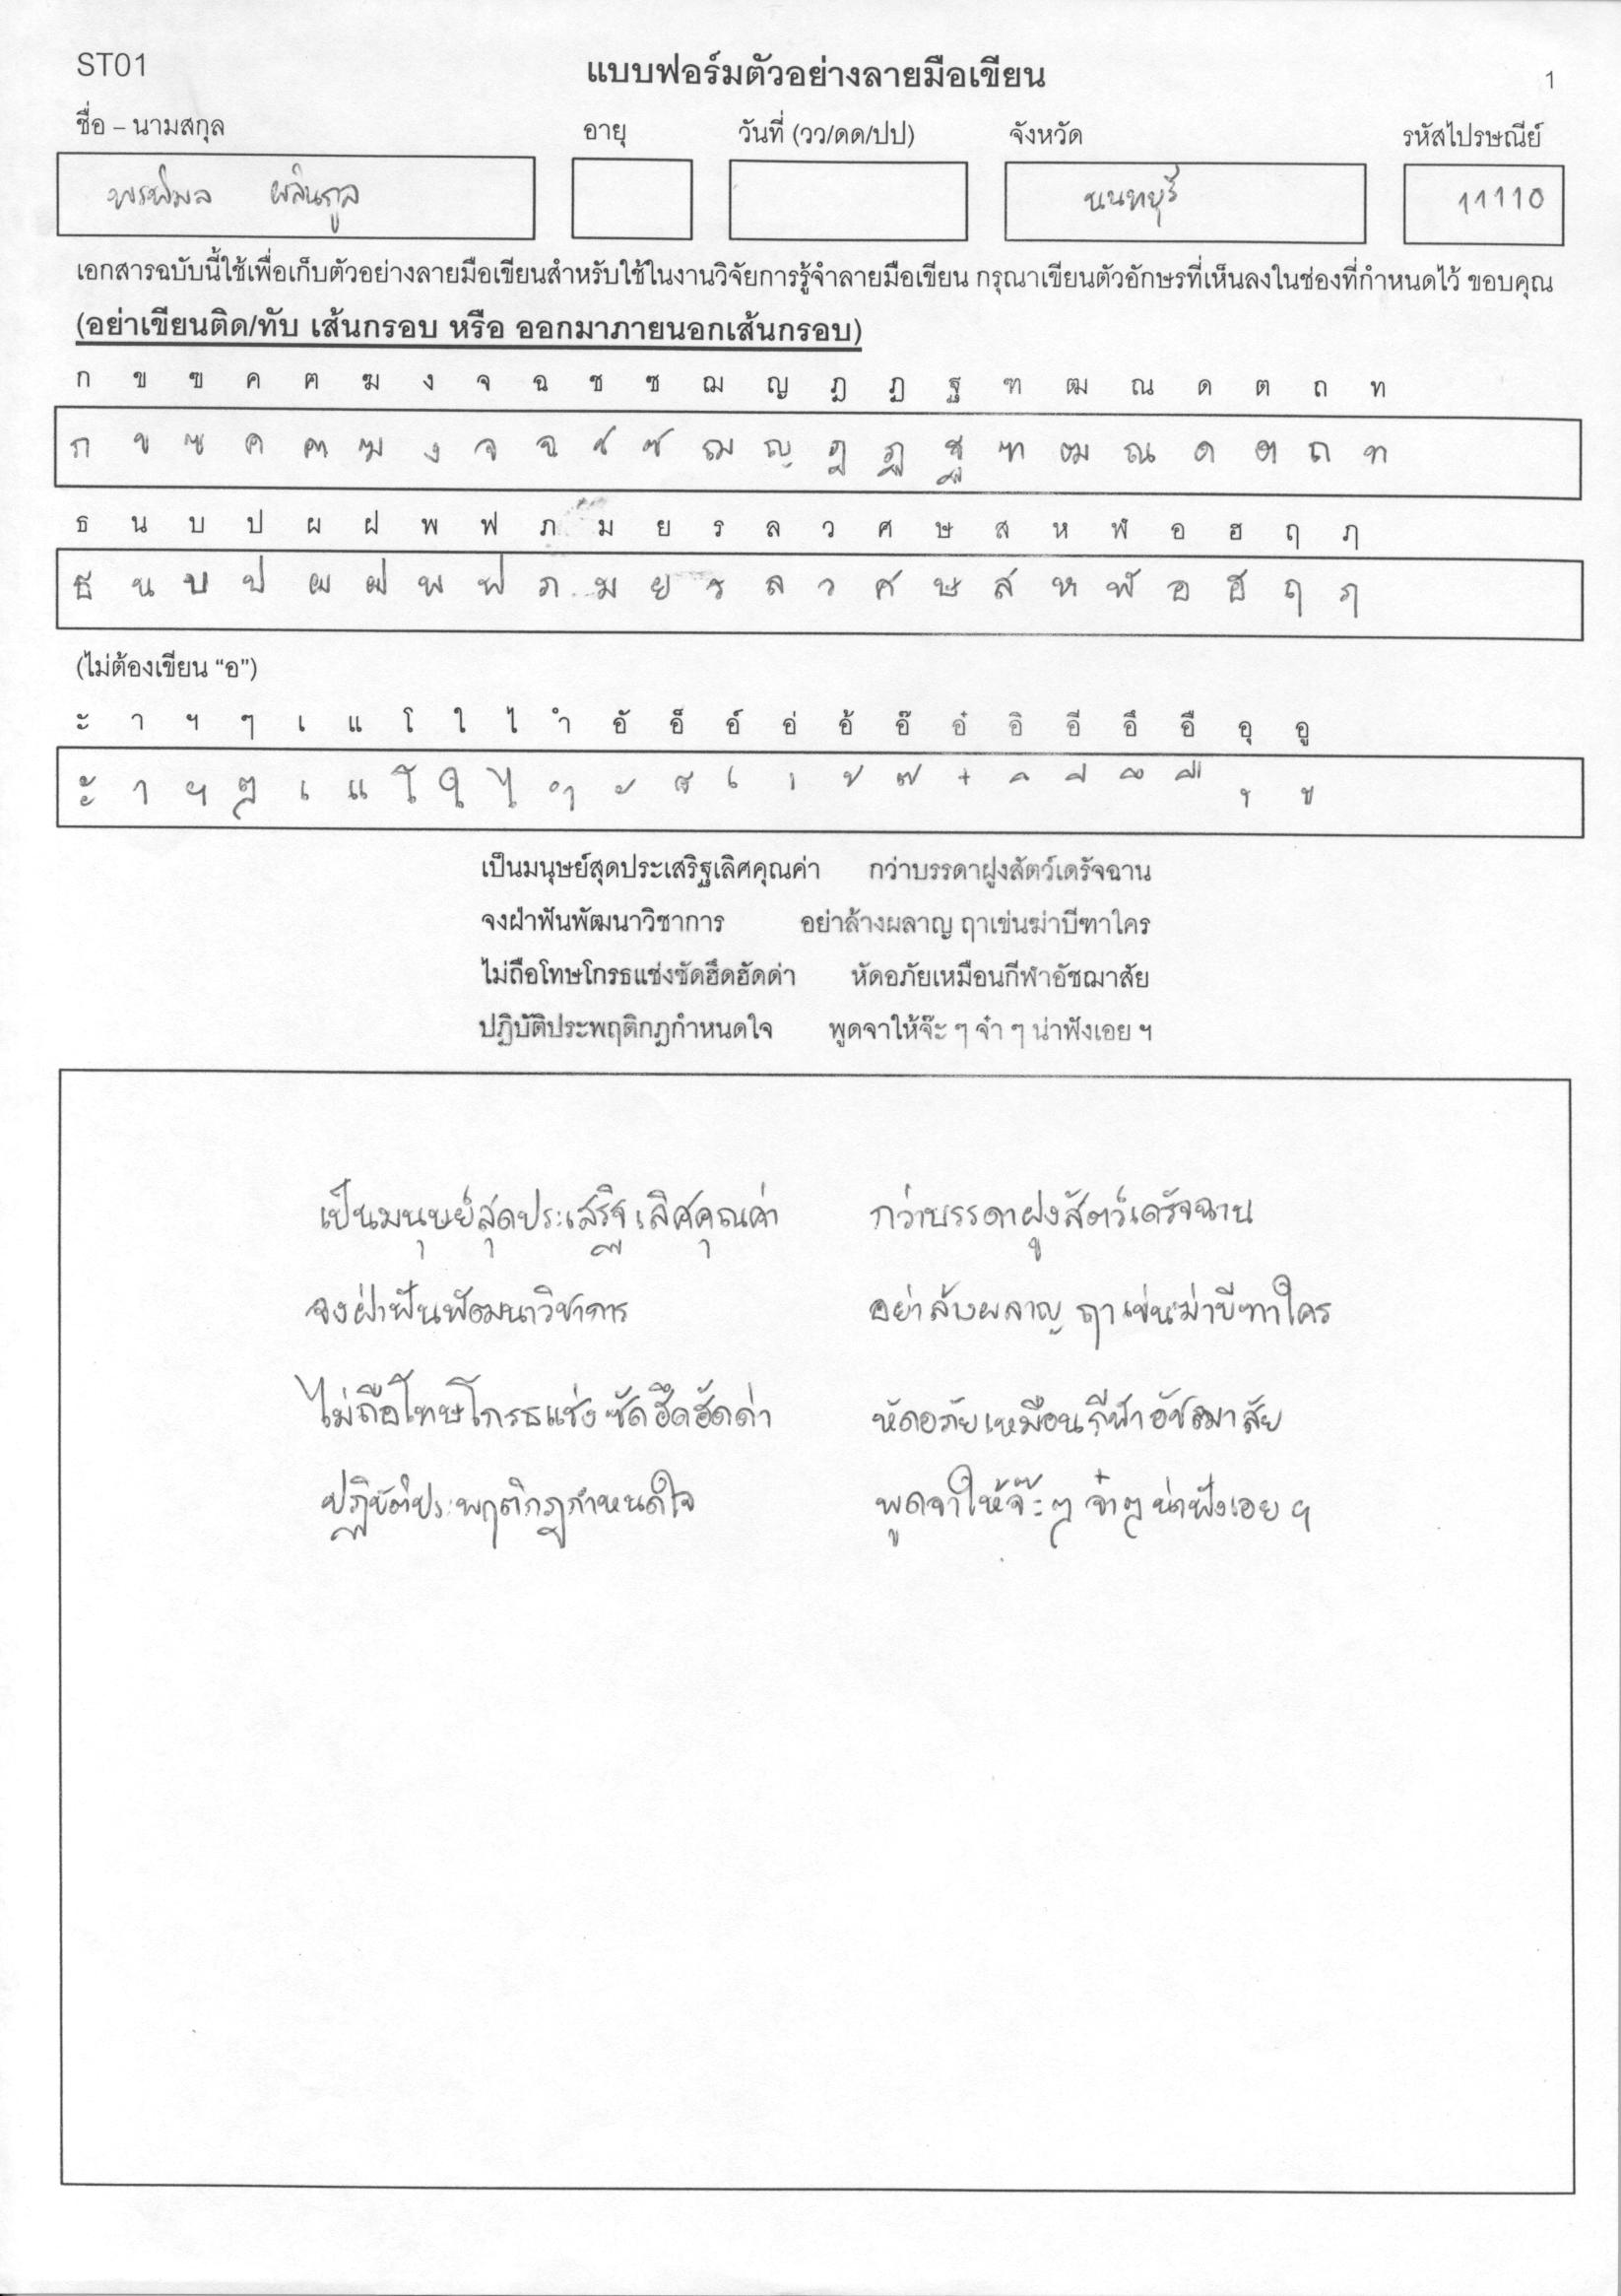 ST01 แบบฟอร์มตัวอย่างลายมือเขียน 1
ชื่อ – นามสกุล อายุ วันที่ (วว/ดด/ปป) จังหวัด รหัสไปรษณีย์
พรพิมล ผลินกูล นนทบุรี 11110
เอกสารฉบับนี้ใช้เพื่อเก็บตัวอย่างลายมือเขียนสำหรับใช้ในงานวิจัยการรู้จำลายมือเขียน กรุณาเขียนตัวอักษรที่เห็นลงในช่องที่กำหนดไว้ ขอบคุณ
(อย่าเขียนติด/ทับ เส้นกรอบ หรือ ออกมาภายนอกเส้นกรอบ)
ก ข ฃ ค ฅ ฆ ง จ ฉ ช ซ ฌ ญ ฎ ฏ ฐ ฑ ฒ ณ ด ต ถ ท
ก ข ฃ ค ฅ ฆ ง จ ฉ ช ซ ฌ ญ ฎ ฏ ฐ ฑ ฒ ณ ด ต ถ ท
ธ น บ ป ผ ฝ พ ฟ ภ ม ย ร ล ว ศ ษ ส ห ฬ อ ฮ ฤ ฦ
ธ น บ ป ผ ฝ พ ฟ ภ ม ย ร ล ว ศ ษ ส ห ฬ อ ฮ ฤ ฦ
(ไม่ต้องเขียน “อ”)
ะ า ฯ ๆ เ แ โ ใ ไ ำ อั อ็ อ์ อ่ อ้ อ๊ อ๋ อิ อี อึ อื อุ อู
ะ า ฯ ๆ เ แ โ ใ ไ ำ ั ็ ์ ่ ้ ๊ ๋ ิ ี ึ ื ุ ู
เป็นมนุษย์สุดประเสริฐเลิศคุณค่า กว่าบรรดาฝูงสัตว์เดรัจฉาน
จงฝ่าฟันพัฒนาวิชาการ อย่าล้างผลาญ ฤาเข่นฆ่าบีฑาใคร
ไม่ถือโทษโกรธแช่งซัดฮึดฮัดด่า หัดอภัยเหมือนกีฬาอัชฌาสัย
ปฏิบัติประพฤติกฎกำหนดใจ พูดจาให้จ๊ะ ๆ จ๋า ๆ น่าฟังเอย ฯ
เป็นมนุษย์สุดประเสริฐเลิศคุณค่า กว่าบรรดาฝูงสัตว์เดรัจฉาน
จงฝ่าฟันพัฒนาวิชาการ อย่าล้างผลาญ ฤาเข่นฆ่าบีฑาใคร
ไม่ถือโทษโกรธแช่งซัดฮึดฮัดด่า หัดอภัยเหมือนกีฬาอัชฌาสัย
ปฏิบัติประพฤติกฎกำหนดใจ พูดจาให้จ๊ะๆ จ๋าๆ น่าฟังเอย ฯ